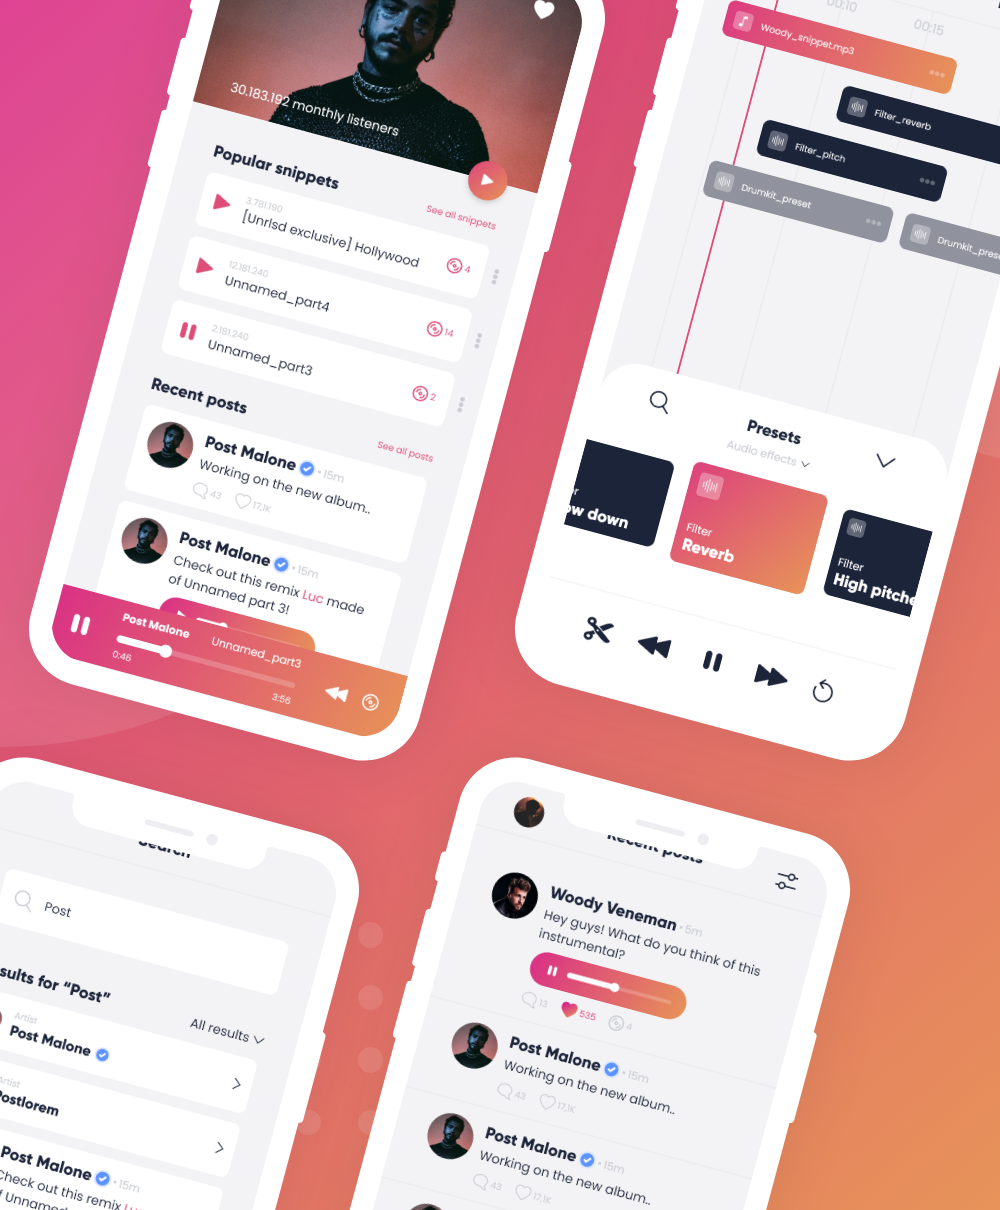 30.183.192 monthly listeners
Popular snippets
See all snippets
3.781.190
[Unrlsd exclusive] Hollywood
4
12.181.240
Unnamed_part4
14
2.181.240
Unnamed_part3
2
Recent posts
See all posts
Post Malone • 15m
Working on the new album..
43 17,1K
Post Malone • 15m
Check out this remix Luc made
of Unnamed part 3!
Post Malone Unnamed_part3
0:46
3:56
00:10 00:15
Woody_snippet.mp3
Filter_reverb
Filter_pitch
Drumkit_preset
Drumkit_prese
Presets
Audio effects
ow down
Filter
Reverb
Filter
High pitche
Search
Post
sults for “Post”
All results
Artist
Post Malone
Artist
Postlorem
Post Malone • 15m
Check out this remix
of Unnamed
Recent posts
Woody Veneman • 5m
Hey guys! What do you think of this
instrumental?
13 535 4
Post Malone • 15m
Working on the new album..
43 17,1K
Post Malone • 15m
Working on the new album..
43 17,1K